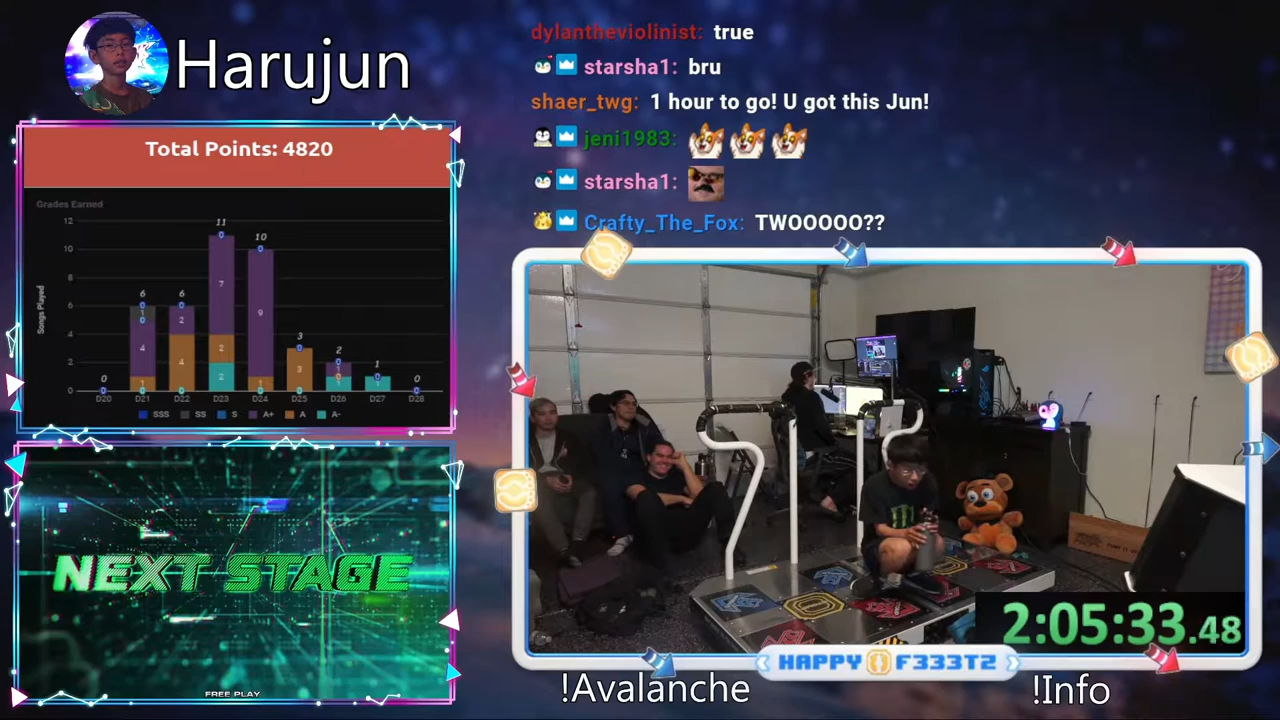 Harujun
dylantheviolinist: true
starsha1: bru
shaer_twg: 1 hour to go! U got this Jun!
jeni1983:
starsha1:
Crafty_The_Fox: TWOOOOO??
Total Points: 4820
Grades Earned
Songs Played
12
10
8
6
4
2
0
0 6 6 11 10 3 2 1 0
D20 D21 D22 D23 D24 D25 D26 D27 D28
SSS SS S A+ A A-
NEXT STAGE
FREE PLAY
2:05:33.48
HAPPY F333T2
!Avalanche
!Info